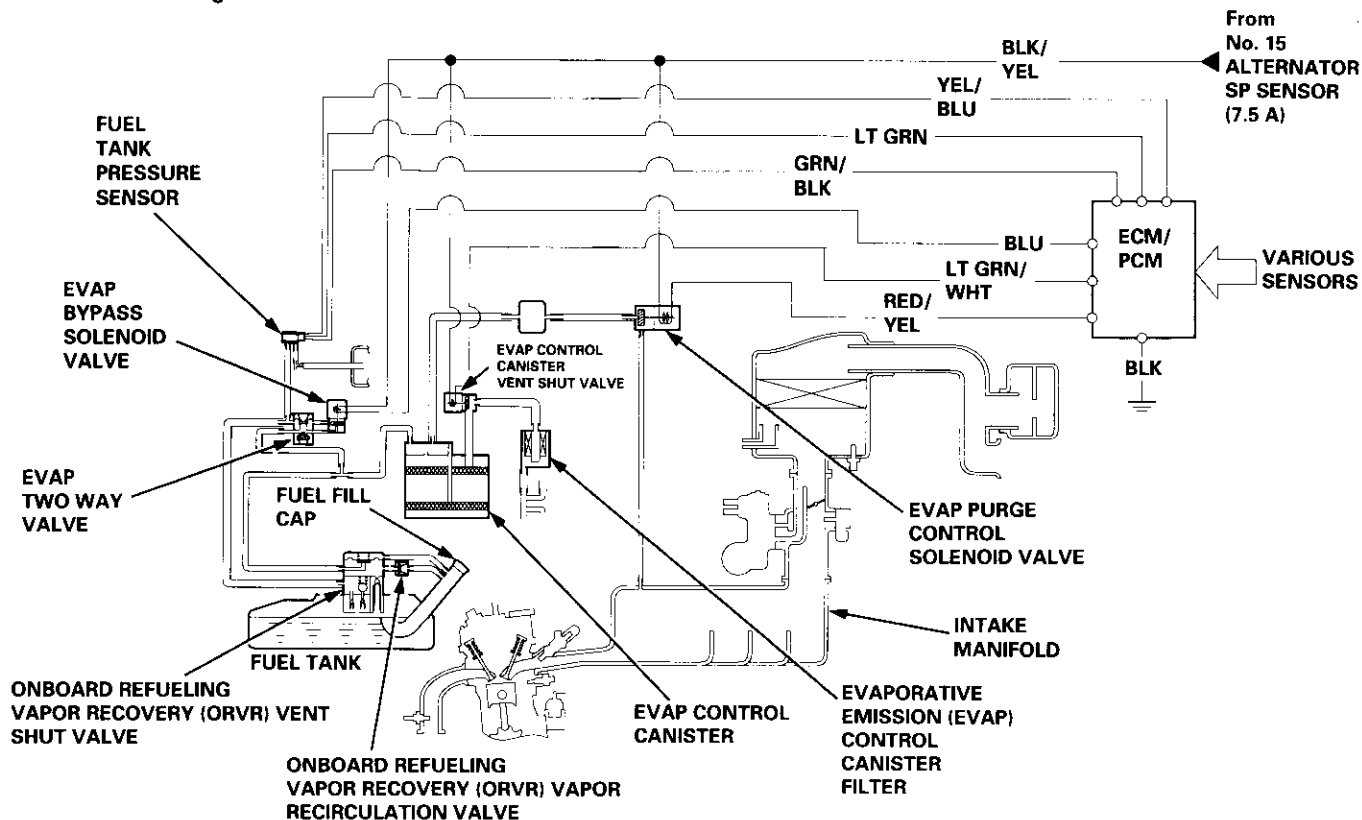 From
No. 15
ALTERNATOR
SP SENSOR
(7.5 A)
BLK/
YEL
YEL/
BLU
LT GRN
GRN/
BLK
FUEL
TANK
PRESSURE
SENSOR
BLU
LT GRN/
WHT
RED/
YEL
ECM/
PCM
VARIOUS
SENSORS
BLK
EVAP
BYPASS
SOLENOID
VALVE
EVAP CONTROL
CANISTER
VENT SHUT VALVE
EVAP
TWO WAY
VALVE
FUEL FILL
CAP
EVAP PURGE
CONTROL
SOLENOID VALVE
FUEL TANK
INTAKE
MANIFOLD
ONBOARD REFUELING
VAPOR RECOVERY (ORVR) VENT
SHUT VALVE
ONBOARD REFUELING
VAPOR RECOVERY (ORVR) VAPOR
RECIRCULATION VALVE
EVAP CONTROL
CANISTER
EVAPORATIVE
EMISSION (EVAP)
CONTROL
CANISTER
FILTER